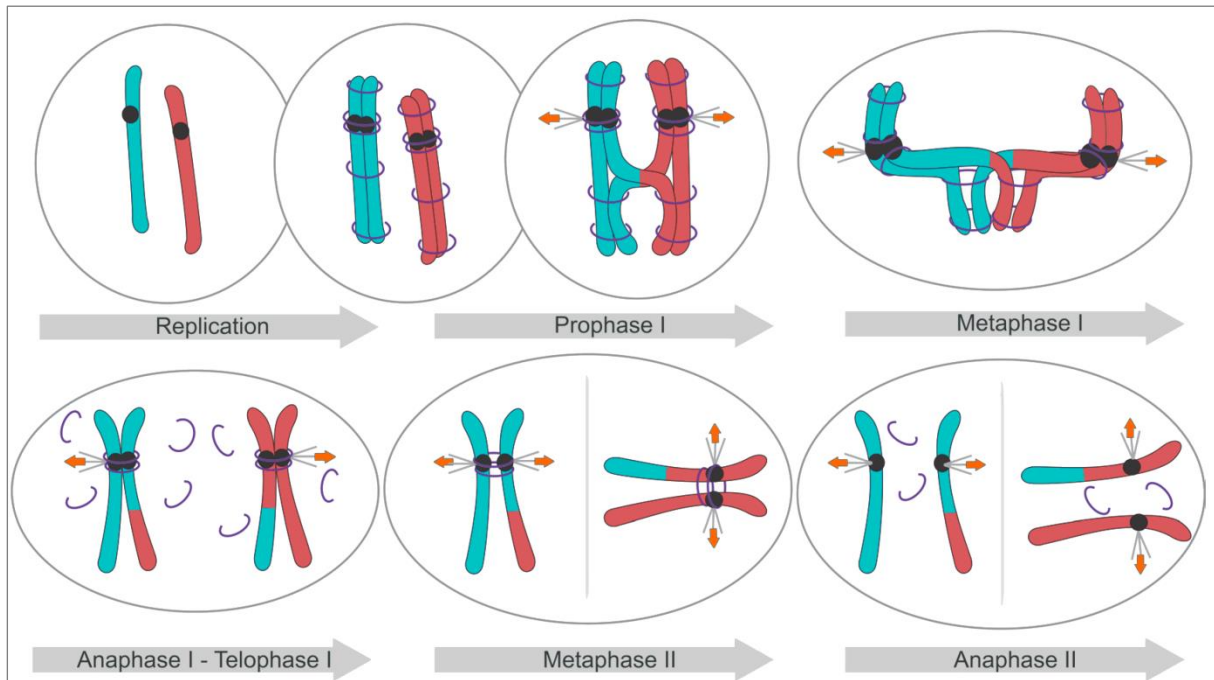 Replication
Prophase I
Metaphase I
Anaphase I - Telophase I
Metaphase II
Anaphase II